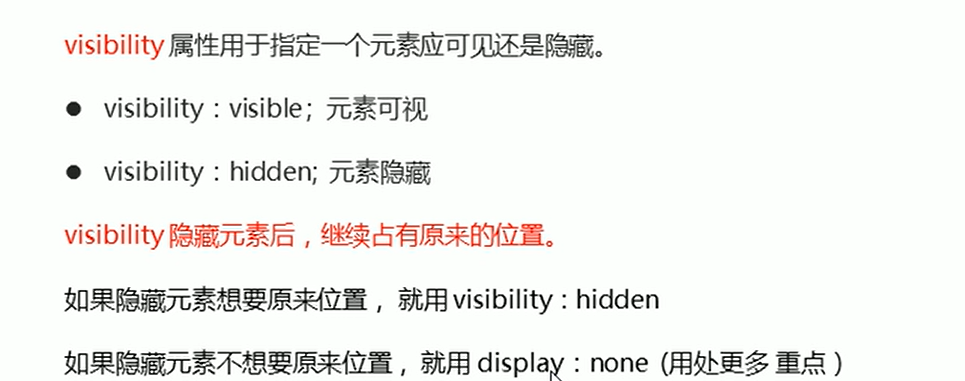 visibility 属性用于指定一个元素应可见还是隐藏。
● visibility：visible；元素可视
● visibility：hidden; 元素隐藏
visibility 隐藏元素后，继续占有原来的位置。
如果隐藏元素想要原来位置，就用 visibility：hidden
如果隐藏元素不想要原来位置，就用 display：none (用处更多 重点）